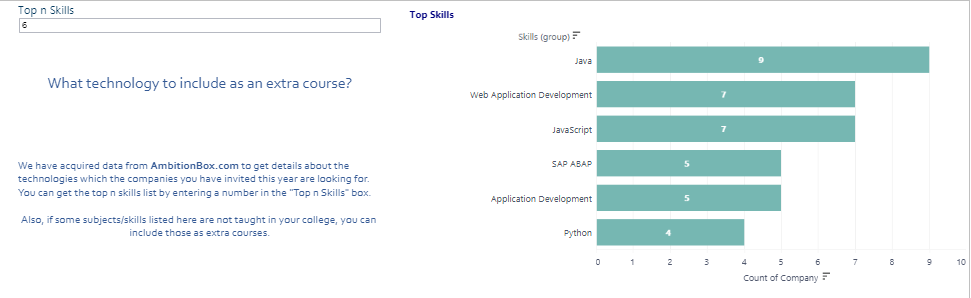 Top n Skills
6
What technology to include as an extra course?
We have acquired data from AmbitionBox.com to get details about the
technologies which the companies you have invited this year are looking for.
You can get the top n skills list by entering a number in the "Top n Skills" box.
Also, if some subjects/skills listed here are not taught in your college, you can
include those as extra courses.
Top Skills
Skills (group)
Java
9
Web Application Development
7
JavaScript
7
SAP ABAP
5
Application Development
5
Python
4
0 1 2 3 4 5 6 7 8 9 10
Count of Company